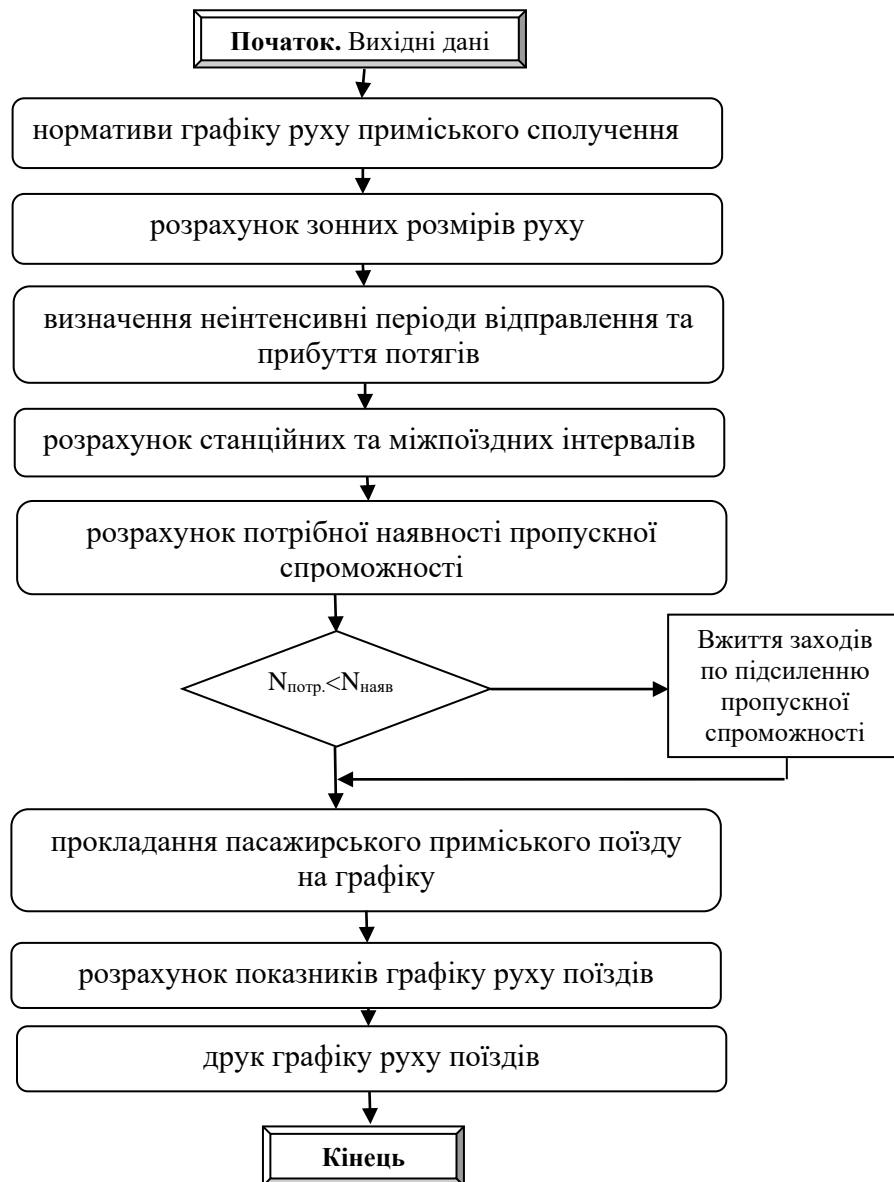 Початок. Вихідні дані
нормативи графіку руху приміського сполучення
розрахунок зонних розмірів руху
визначення неінтенсивні періоди відправлення та
прибуття потягів
розрахунок станційних та міжпоїздних інтервалів
розрахунок потрібної наявності пропускної
спроможності
Nпотр.<Nнаяв
Вжиття заходів
по підсиленню
пропускної
спроможності
прокладання пасажирського приміського поїзду
на графіку
розрахунок показників графіку руху поїздів
друк графіку руху поїздів
Кінець